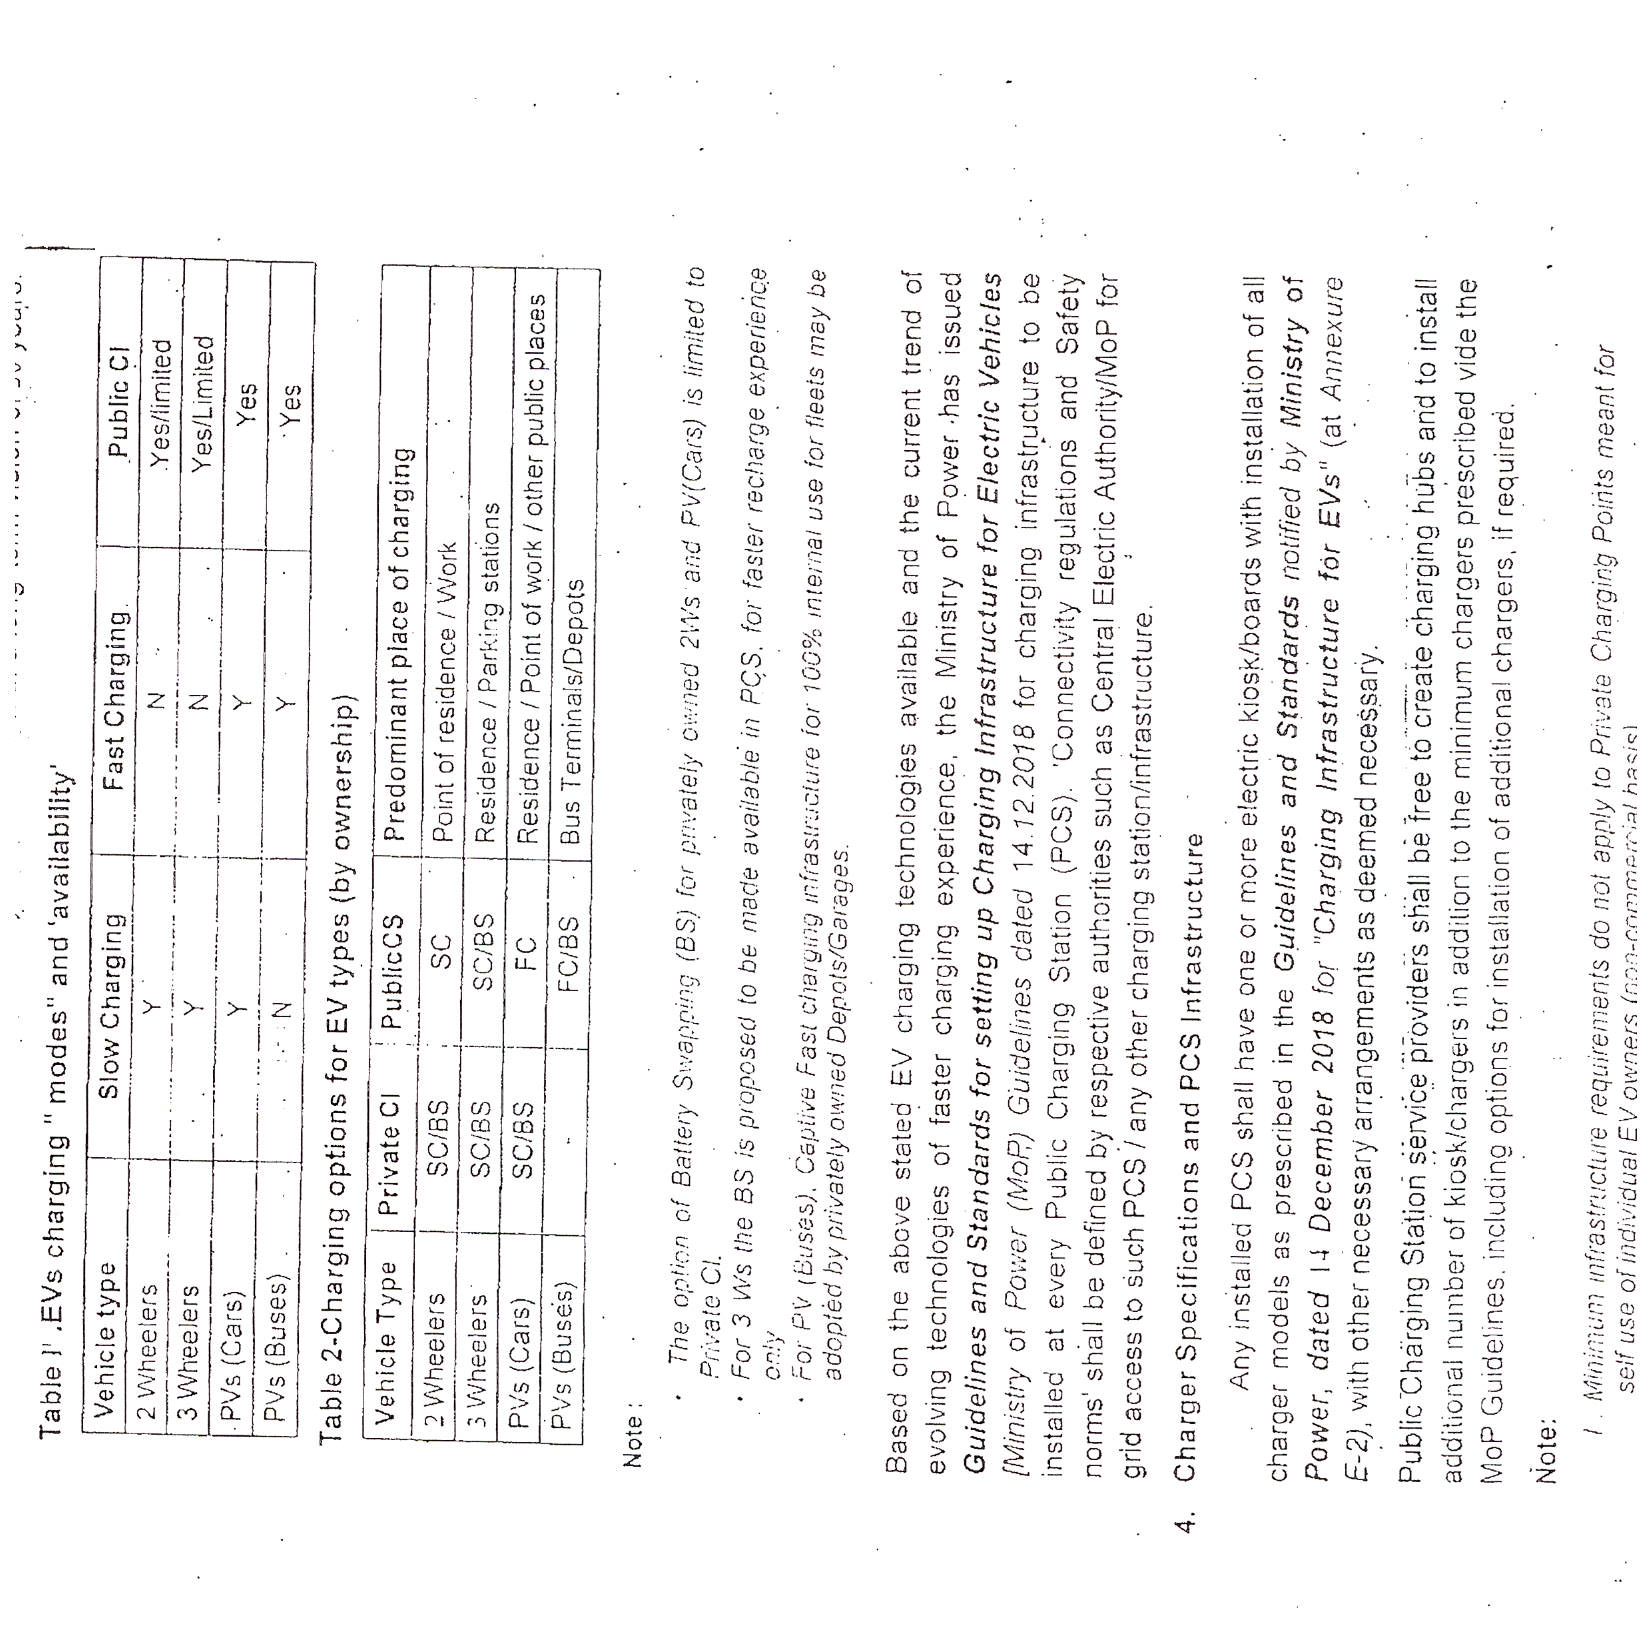 Table 1' .EVs charging " modes" and 'availability'
Vehicle type Slow Charging Fast Charging Public CI
2 Wheelers Y N Yes/limited
3 Wheelers Y N Yes/Limited
PVs (Cars) Y Y Yes
PVs (Buses) N Y Yes
Table 2-Charging options for EV types (by ownership)
Vehicle Type Private CI PublicCS Predominant place of charging
2 Wheelers SC/BS SC Point of residence / Work
3 Wheelers SC/BS SC/BS Residence / Parking stations
PVs (Cars) SC/BS FC Residence / Point of work / other public places
PVs (Buses) - FC/BS Bus Terminals/Depots
Note :
• The option of Battery Swapping (BS) for privately owned 2Ws and PV(Cars) is limited to
Private CI.
• For 3 Ws the BS is proposed to be made available in PCS, for faster recharge experience
only
• For PV (Buses), Captive Fast charging infrastructure for 100% internal use for fleets may be
adopted by privately owned Depots/Garages.
Based on the above stated EV charging technologies available and the current trend of
evolving technologies of faster charging experience, the Ministry of Power has issued
Guidelines and Standards for setting up Charging Infrastructure for Electric Vehicles
[Ministry of Power (MoP) Guidelines dated 14.12.2018 for charging infrastructure to be
installed at every Public Charging Station (PCS). 'Connectivity regulations and Safety
norms' shall be defined by respective authorities such as Central Electric Authority/MoP for
grid access to such PCS / any other charging station/infrastructure.
4. Charger Specifications and PCS Infrastructure
Any installed PCS shall have one or more electric kiosk/boards with installation of all
charger models as prescribed in the Guidelines and Standards notified by Ministry of
Power, dated 14 December 2018 for "Charging Infrastructure for EVs" (at Annexure
E-2), with other necessary arrangements as deemed necessary.
Public Charging Station service providers shall be free to create charging hubs and to install
additional number of kiosk/chargers in addition to the minimum chargers prescribed vide the
MoP Guidelines, including options for installation of additional chargers, if required.
Note:
1. Minimum infrastructure requirements do not apply to Private Charging Points meant for
self use of individual EV owners (non-commercial basis)